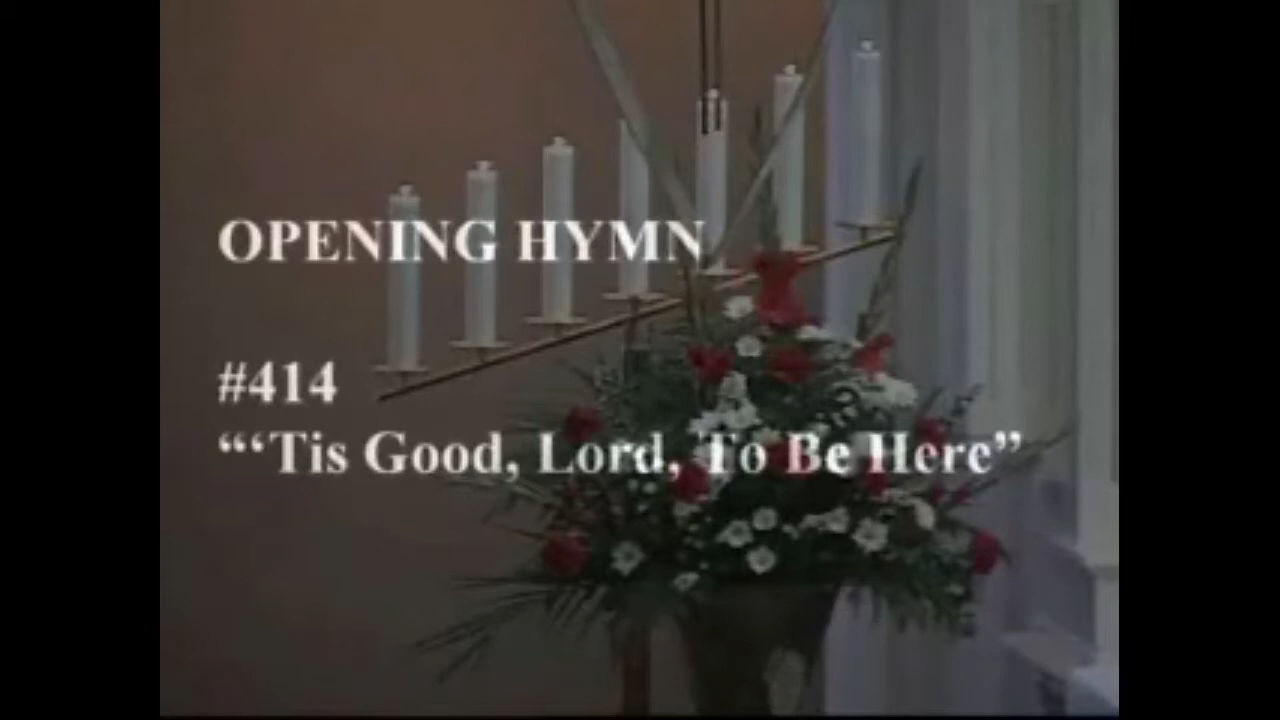 OPENING HYMN
#414
“‘Tis Good, Lord, To Be Here”